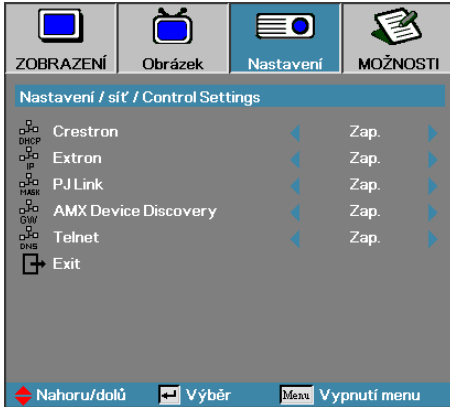 ZOBRAZENÍ Obrázek Nastavení MOŽNOSTI
Nastavení / síť / Control Settings
DHCP Crestron Zap.
IP Extron Zap.
MASK PJ Link Zap.
GW AMX Device Discovery Zap.
DNS Telnet Zap.
Exit
Nahoru/dolů Výběr Menu Vypnutí menu